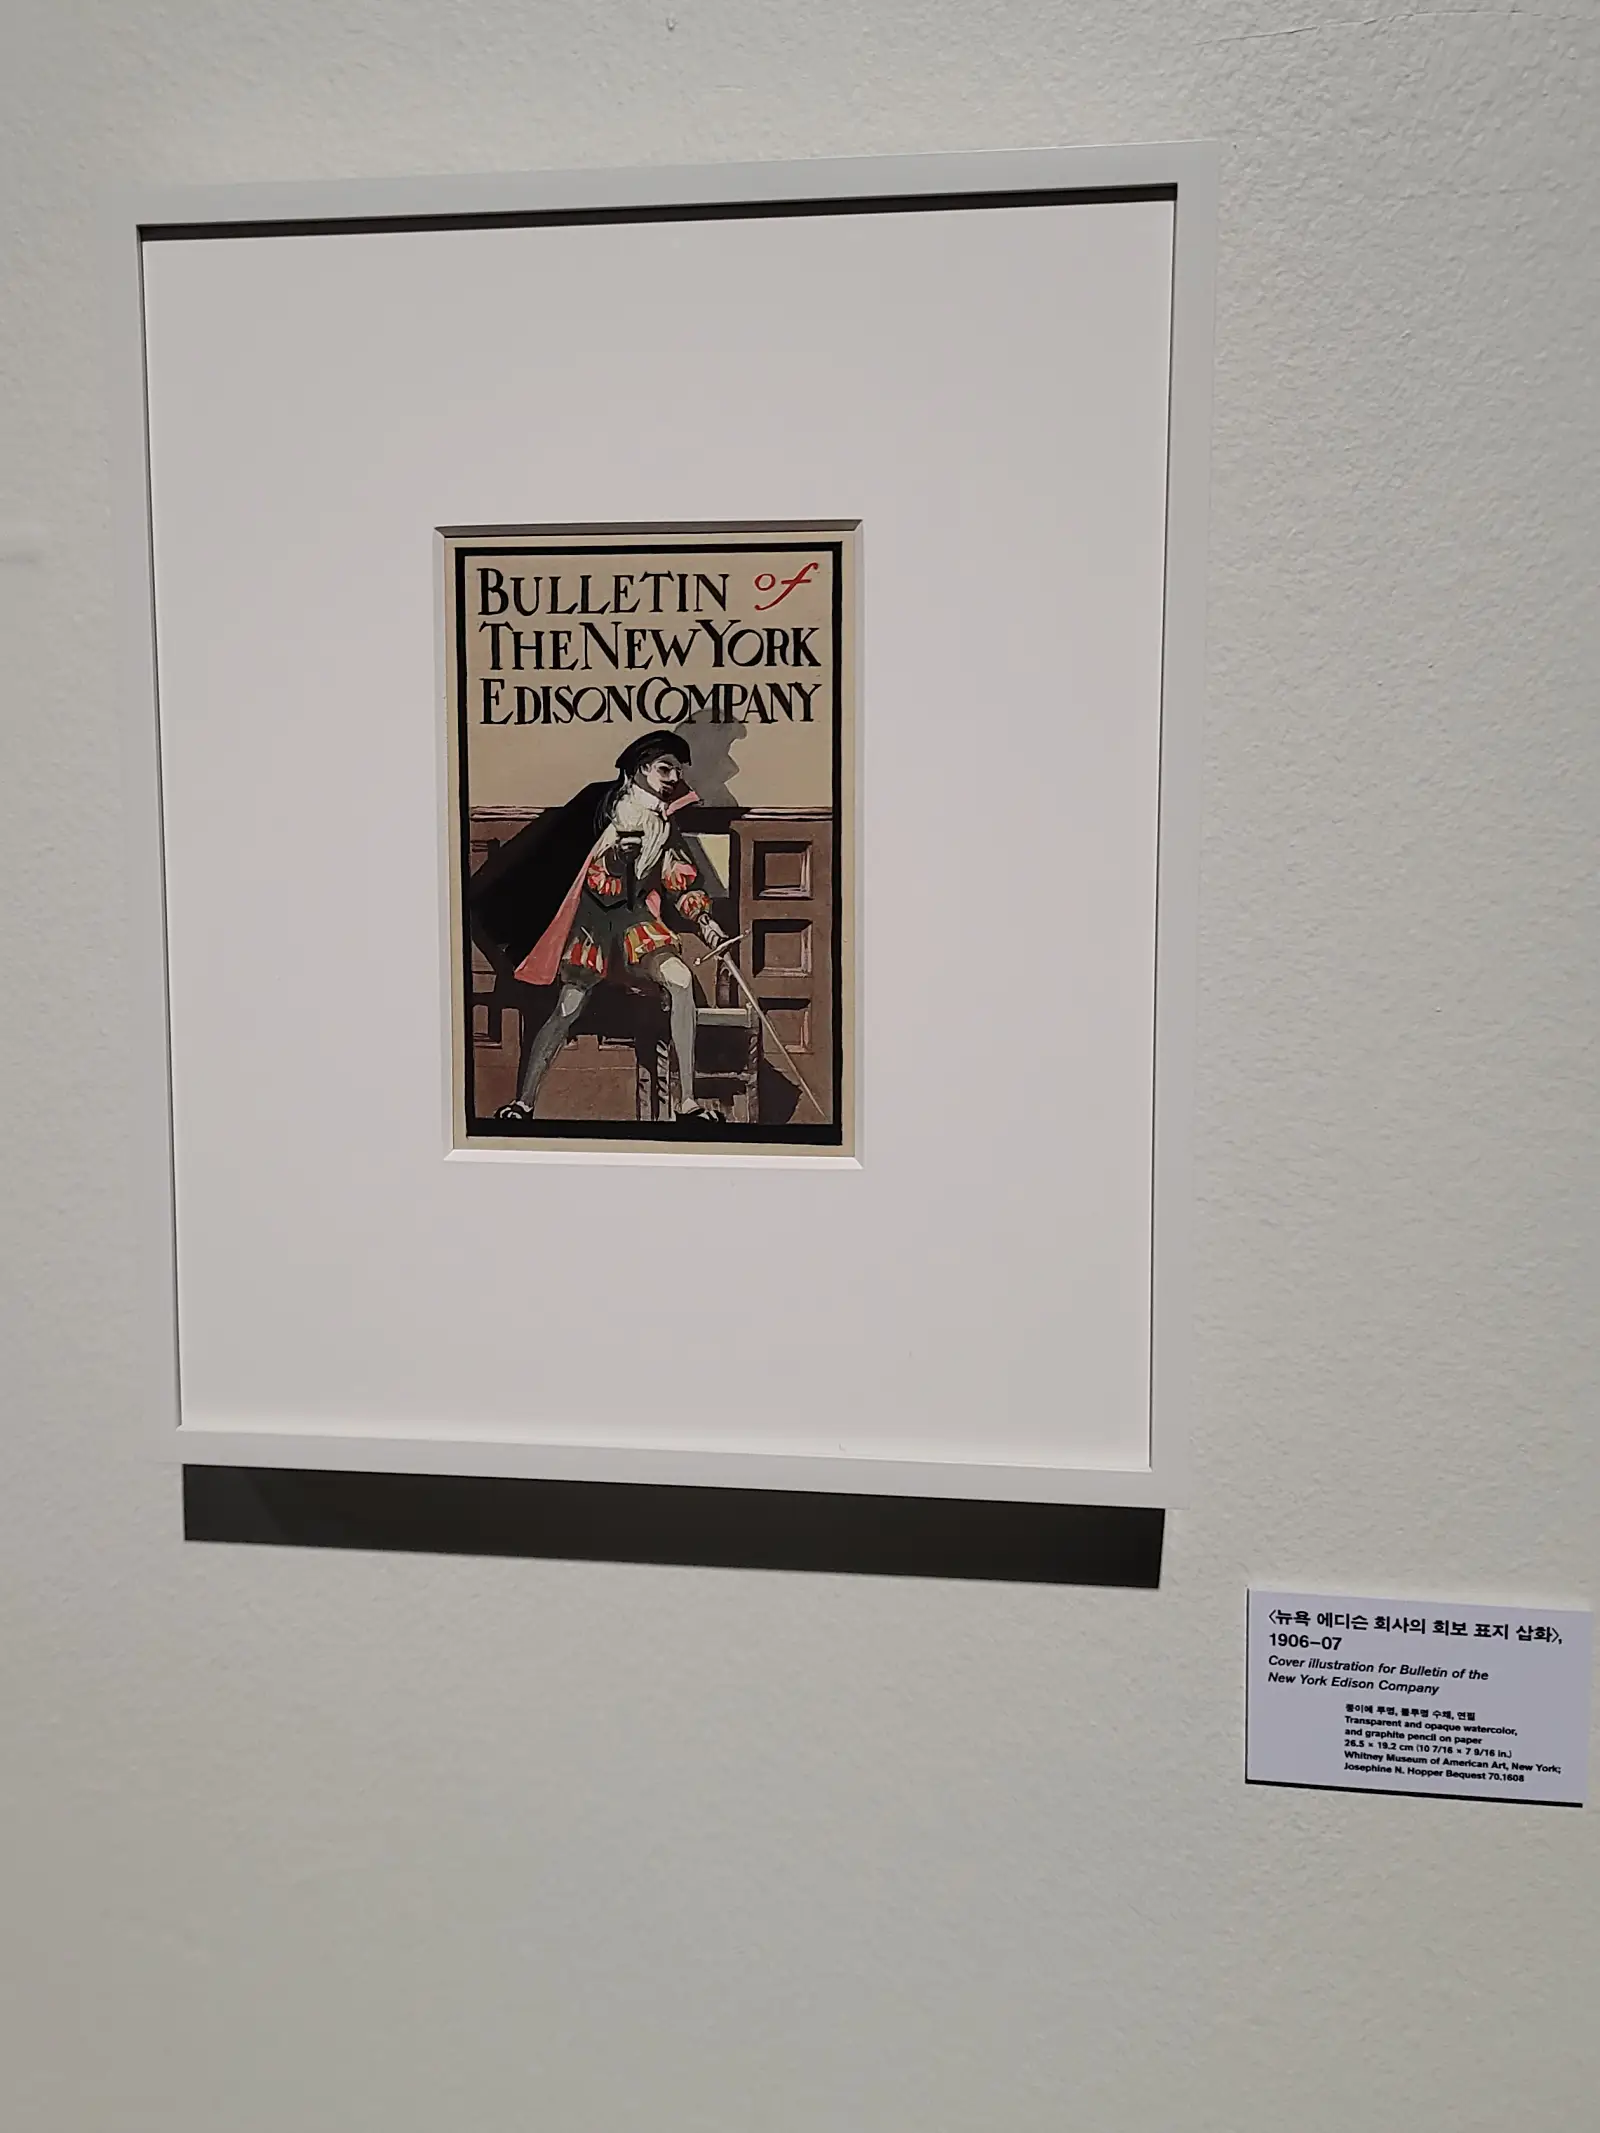 BULLETIN of
THE NEW YORK
EDISON COMPANY
〈뉴욕 에디슨 회사의 회보 표지 삽화〉,
1906–07
Cover illustration for Bulletin of the
New York Edison Company
종이에 투명, 불투명 수채, 연필
Transparent and opaque watercolor,
and graphite pencil on paper
26.5 × 19.2 cm (10 7/16 × 7 9/16 in.)
Whitney Museum of American Art, New York;
Josephine N. Hopper Bequest 70.1608